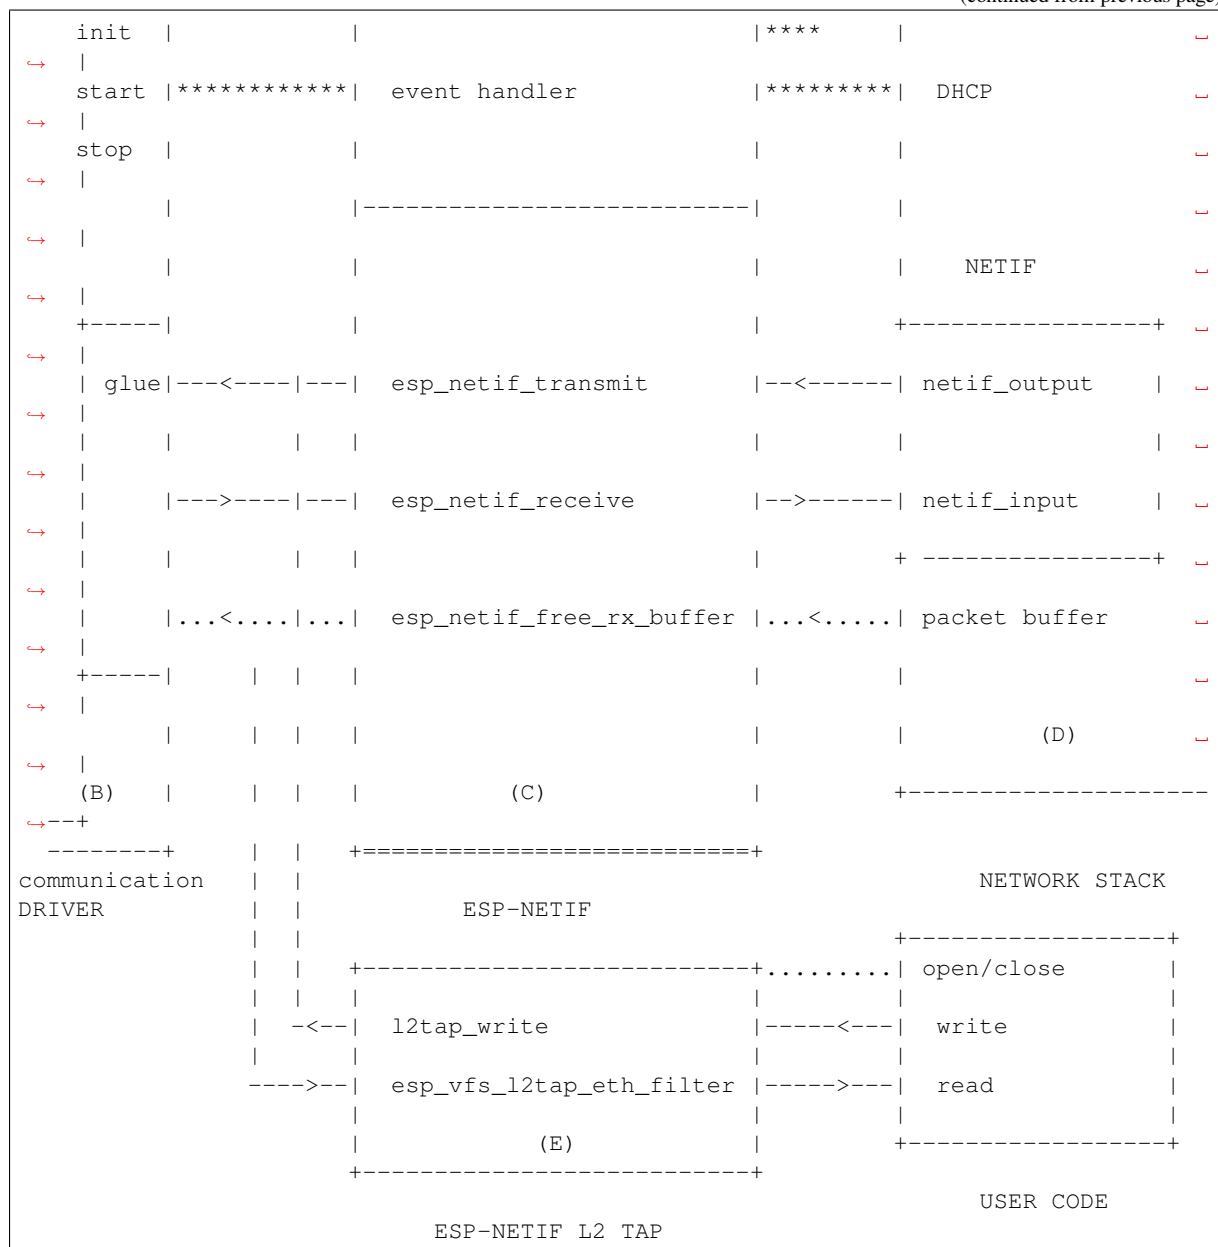 (continued from previous page)
    init  |            |                           |****     |                    ␣
↪  |
    start |************|  event handler            |*********|  DHCP              ␣
↪  |
    stop  |            |                           |         |                    ␣
↪  |
          |            |---------------------------|         |                    ␣
↪  |
          |            |                           |         |    NETIF           ␣
↪  |
    +-----|            |                           |         +-----------------+  ␣
↪  |
    | glue|---<----|---|  esp_netif_transmit       |--<------| netif_output    |  ␣
↪  |
    |     |        |   |                           |         |                 |  ␣
↪  |
    |     |--->----|---|  esp_netif_receive        |-->------| netif_input     |  ␣
↪  |
    |     |        |   |                           |         + ----------------+  ␣
↪  |
    |     |...<....|...|  esp_netif_free_rx_buffer |...<.....| packet buffer      ␣
↪  |
    +-----|     |  |   |                           |         |                    ␣
↪  |
          |     |  |   |                           |         |         (D)        ␣
↪  |
    (B)   |     |  |   |          (C)              |         +---------------------
↪--+
  --------+     |  |   +===========================+
communication   |  |                                               NETWORK STACK
DRIVER          |  |           ESP-NETIF
                |  |                                         +------------------+
                |  |   +---------------------------+.........| open/close       |
                |  |   |                           |         |                  |
                |  -<--|  l2tap_write              |-----<---|  write           |
                |      |                           |         |                  |
                ---->--|  esp_vfs_l2tap_eth_filter |----->---|  read            |
                       |                           |         |                  |
                       |            (E)            |         +------------------+
                       +---------------------------+
                                                                  USER CODE
                            ESP-NETIF L2 TAP